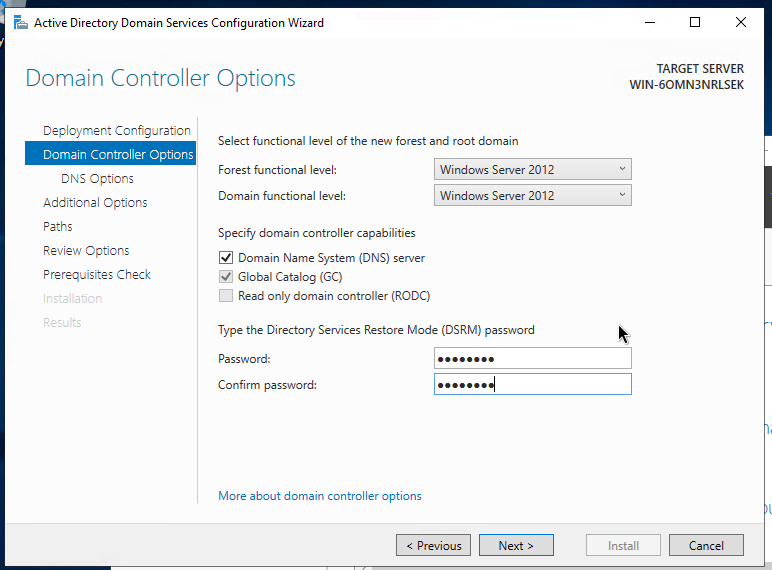 Active Directory Domain Services Configuration Wizard
Domain Controller Options
TARGET SERVER
WIN-6OMN3NRLSEK
Deployment Configuration
Domain Controller Options
DNS Options
Additional Options
Paths
Review Options
Prerequisites Check
Installation
Results
Select functional level of the new forest and root domain
Forest functional level: Windows Server 2012
Domain functional level: Windows Server 2012
Specify domain controller capabilities
Domain Name System (DNS) server
Global Catalog (GC)
Read only domain controller (RODC)
Type the Directory Services Restore Mode (DSRM) password
Password: ●●●●●●●●
Confirm password: ●●●●●●●●
More about domain controller options
< Previous Next > Install Cancel